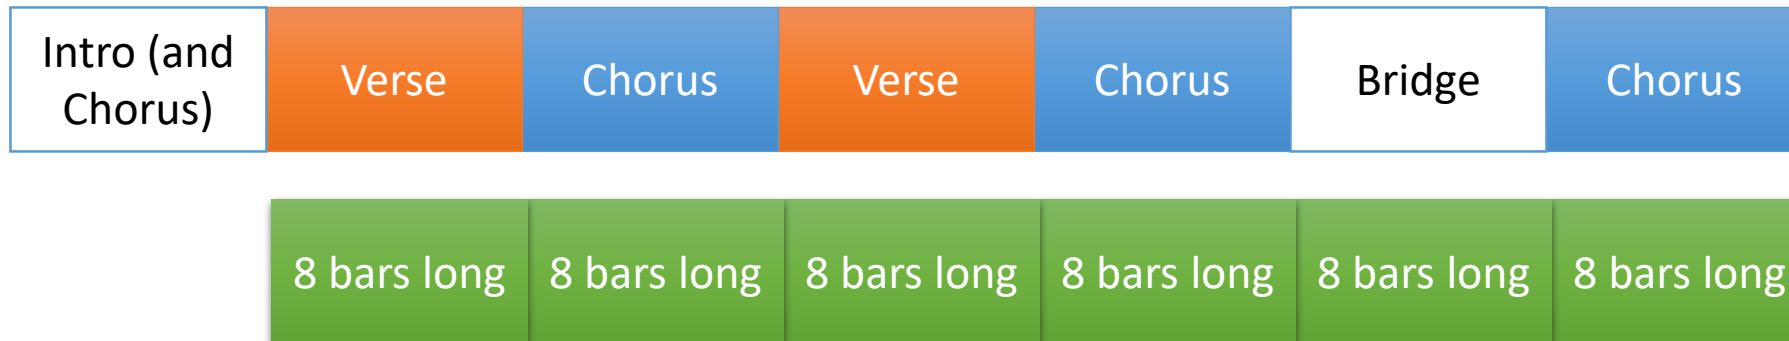 Intro (and
Chorus)
Verse
Chorus
Verse
Chorus
Bridge
Chorus
8 bars long
8 bars long
8 bars long
8 bars long
8 bars long
8 bars long